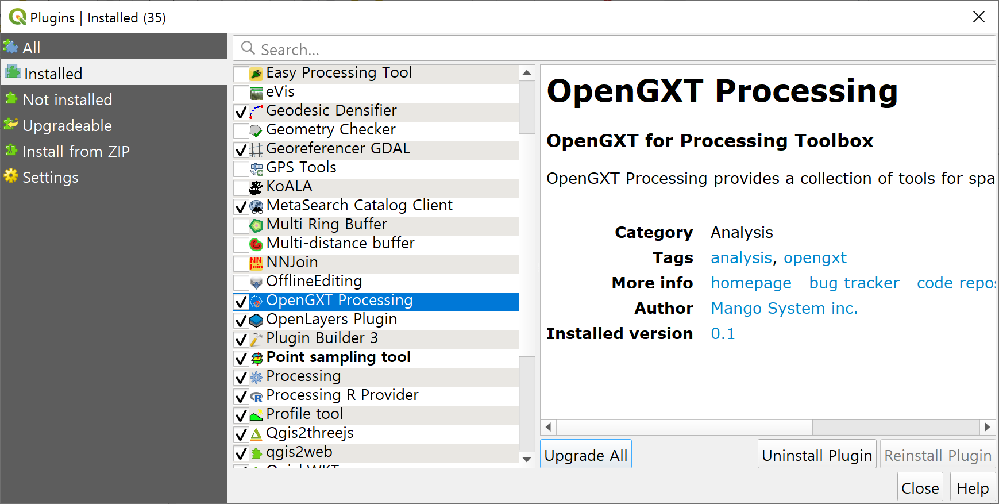 Plugins | Installed (35)
All
Installed
Not installed
Upgradeable
Install from ZIP
Settings
Search...
Easy Processing Tool
eVis
Geodesic Densifier
Geometry Checker
Georeferencer GDAL
GPS Tools
KoALA
MetaSearch Catalog Client
Multi Ring Buffer
Multi-distance buffer
NN Join NNJoin
OfflineEditing
OpenGXT Processing
OpenLayers Plugin
Plugin Builder 3
Point sampling tool
Processing
Processing R Provider
Profile tool
Qgis2threejs
qgis2web
OpenGXT Processing
OpenGXT for Processing Toolbox
OpenGXT Processing provides a collection of tools for spa
Category Analysis
Tags analysis, opengxt
More info homepage bug tracker code repos
Author Mango System inc.
Installed version 0.1
Upgrade All
Uninstall Plugin
Reinstall Plugin
Close
Help